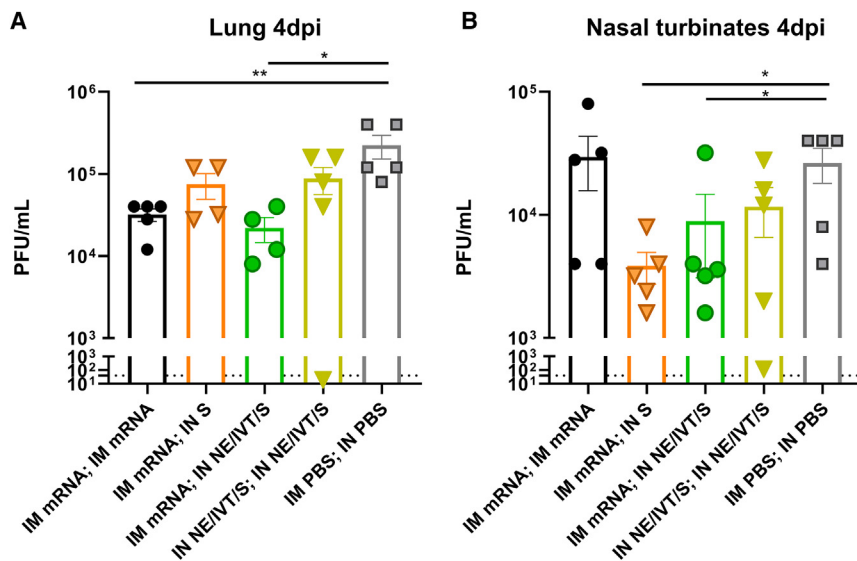 A
Lung 4dpi
*
**
10⁶
10⁵
10⁴
10³
10³
10²
10¹
PFU/mL
IM mRNA; IM mRNA
IM mRNA; IN S
IM mRNA; IN NE/IVT/S
IN NE/IVT/S; IN NE/IVT/S
IM PBS; IN PBS
B
Nasal turbinates 4dpi
*
*
10⁵
10⁴
10³
10³
10²
10¹
PFU/mL
IM mRNA; IM mRNA
IM mRNA; IN S
IM mRNA; IN NE/IVT/S
IN NE/IVT/S; IN NE/IVT/S
IM PBS; IN PBS